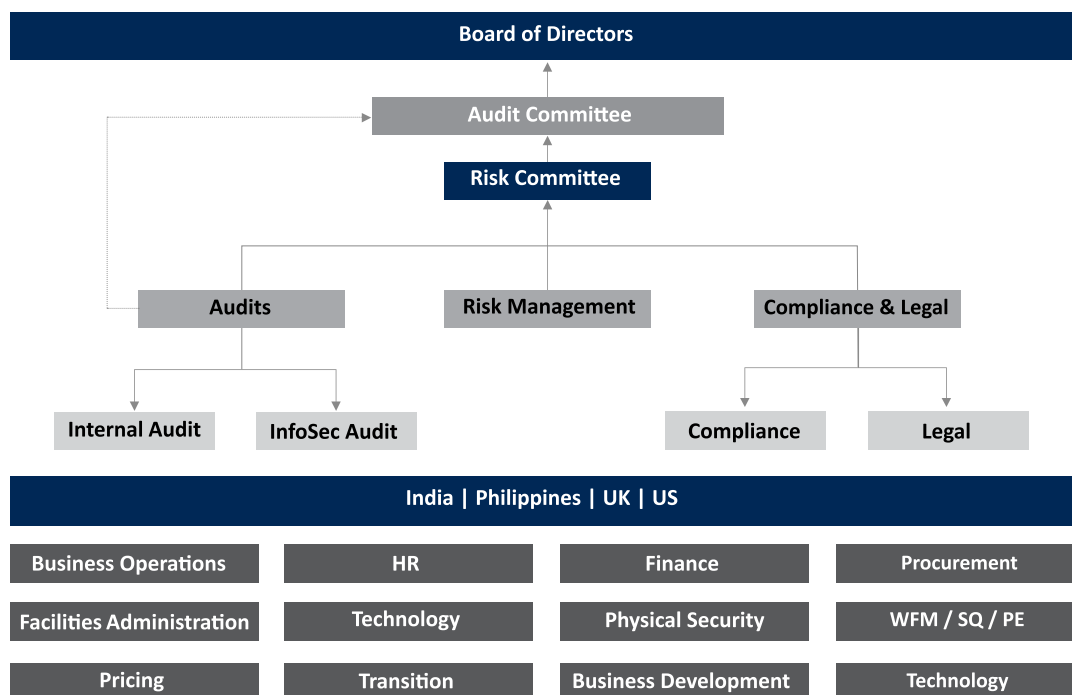 Board of Directors
Audit Committee
Risk Committee
Audits
Risk Management
Compliance & Legal
Internal Audit
InfoSec Audit
Compliance
Legal
India | Philippines | UK | US
Business Operations
HR
Finance
Procurement
Facilities Administration
Technology
Physical Security
WFM / SQ / PE
Pricing
Transition
Business Development
Technology